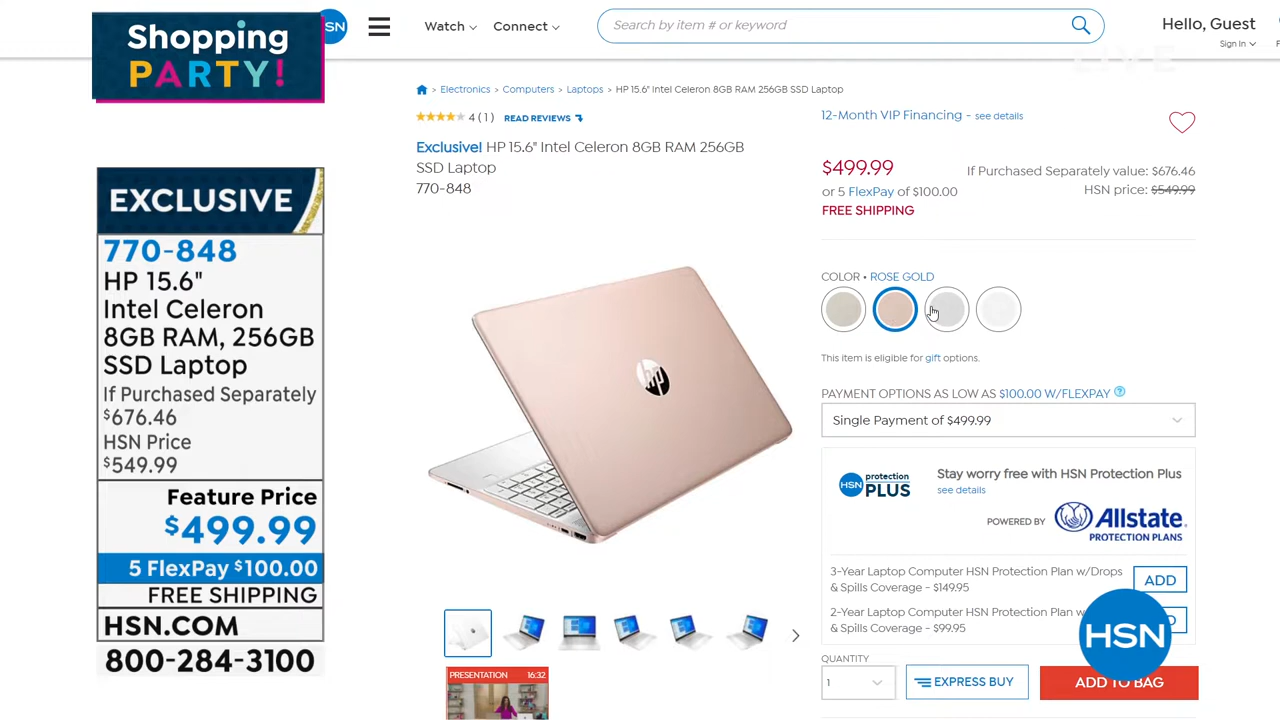 Shopping
PARTY!
SN
Watch
Connect
Search by item # or keyword
Hello, Guest
Sign In
LIVE
Electronics > Computers > Laptops > HP 15.6" Intel Celeron 8GB RAM 256GB SSD Laptop
4 (1) READ REVIEWS
Exclusive! HP 15.6" Intel Celeron 8GB RAM 256GB
SSD Laptop
770-848
12-Month VIP Financing - see details
$499.99
If Purchased Separately value: $676.46
or 5 FlexPay of $100.00
HSN price: $549.99
FREE SHIPPING
COLOR • ROSE GOLD
This item is eligible for gift options.
PAYMENT OPTIONS AS LOW AS $100.00 W/FLEXPAY ?
Single Payment of $499.99
HSN protection PLUS
Stay worry free with HSN Protection Plus
see details
POWERED BY Allstate
PROTECTION PLANS
3-Year Laptop Computer HSN Protection Plan w/Drops
& Spills Coverage - $149.95
ADD
2-Year Laptop Computer HSN Protection Plan
& Spills Coverage - $99.95
HSN
QUANTITY
1
EXPRESS BUY
ADD TO BAG
hp
PRESENTATION 16:32
EXCLUSIVE
770-848
HP 15.6"
Intel Celeron
8GB RAM, 256GB
SSD Laptop
If Purchased Separately
$676.46
HSN Price
$549.99
Feature Price
$499.99
5 FlexPay $100.00
FREE SHIPPING
HSN.COM
800-284-3100